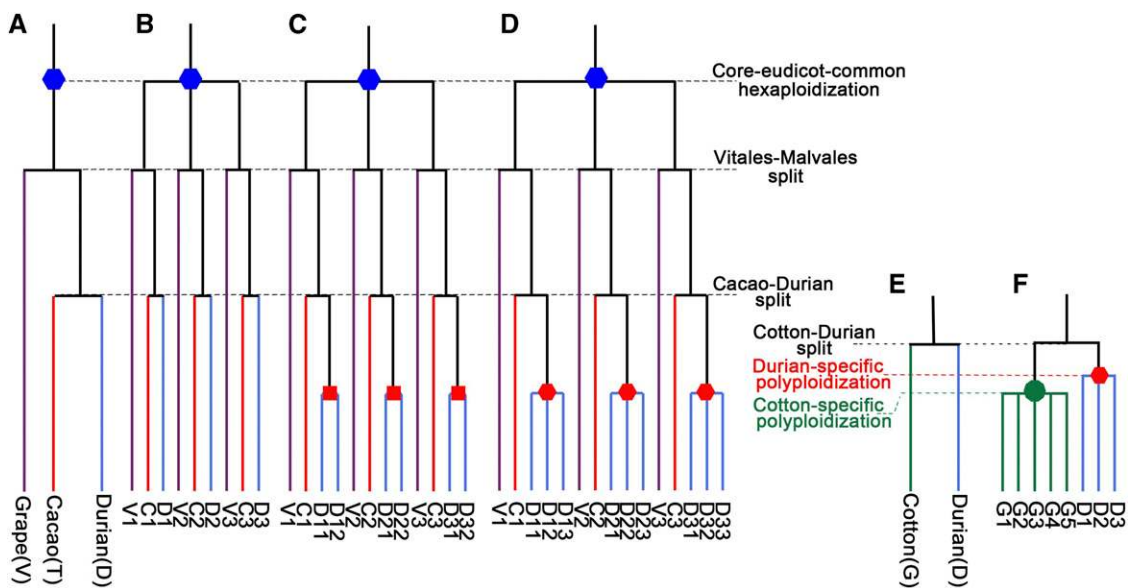 A
B
C
D
Core-eudicot-common
hexaploidization
Vitales-Malvales
split
Cacao-Durian
split
E
F
Cotton-Durian
split
Durian-specific
polyploidization
Cotton-specific
polyploidization
Grape(V)
Cacao(T)
Durian(D)
V1
C1
D1
V2
C2
D2
V3
C3
D3
V1
C1
D11
D12
V2
C2
D21
D22
V3
C3
D31
D32
V1
C1
D11
D12
D13
V2
C2
D21
D22
D23
V3
C3
D31
D32
D33
Cotton(G)
Durian(D)
G1
G2
G3
G4
G5
D1
D2
D3